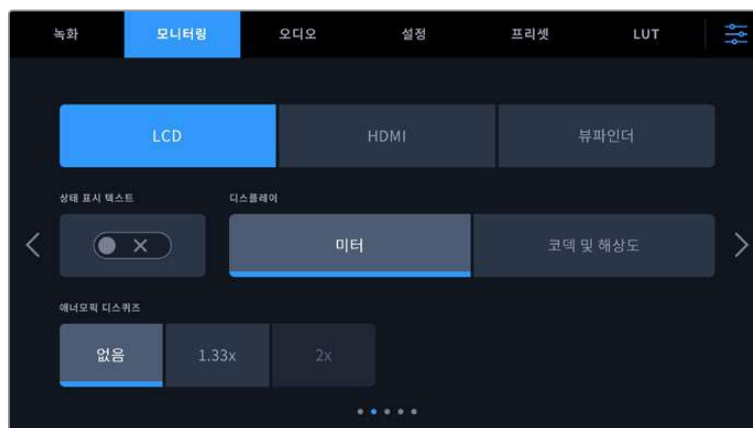 녹화 모니터링 오디오 설정 프리셋 LUT
LCD HDMI 뷰파인더
상태 표시 텍스트 디스플레이
미터 코덱 및 해상도
애너모픽 디스퀴즈
없음 1.33x 2x